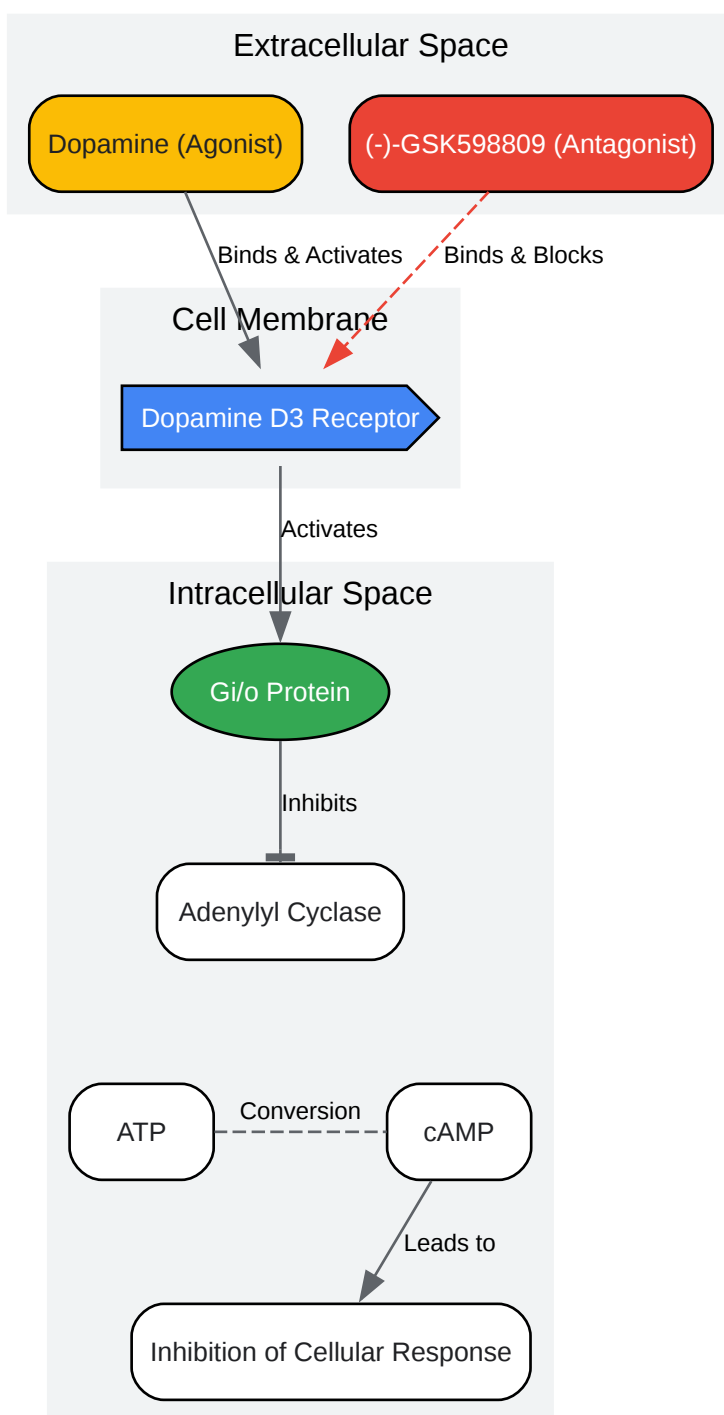 Extracellular Space
Dopamine (Agonist)
(-)-GSK598809 (Antagonist)
Binds & Activates
Binds & Blocks
Cell Membrane
Dopamine D3 Receptor
Activates
Intracellular Space
Gi/o Protein
Inhibits
Adenylyl Cyclase
ATP
Conversion
cAMP
Leads to
Inhibition of Cellular Response